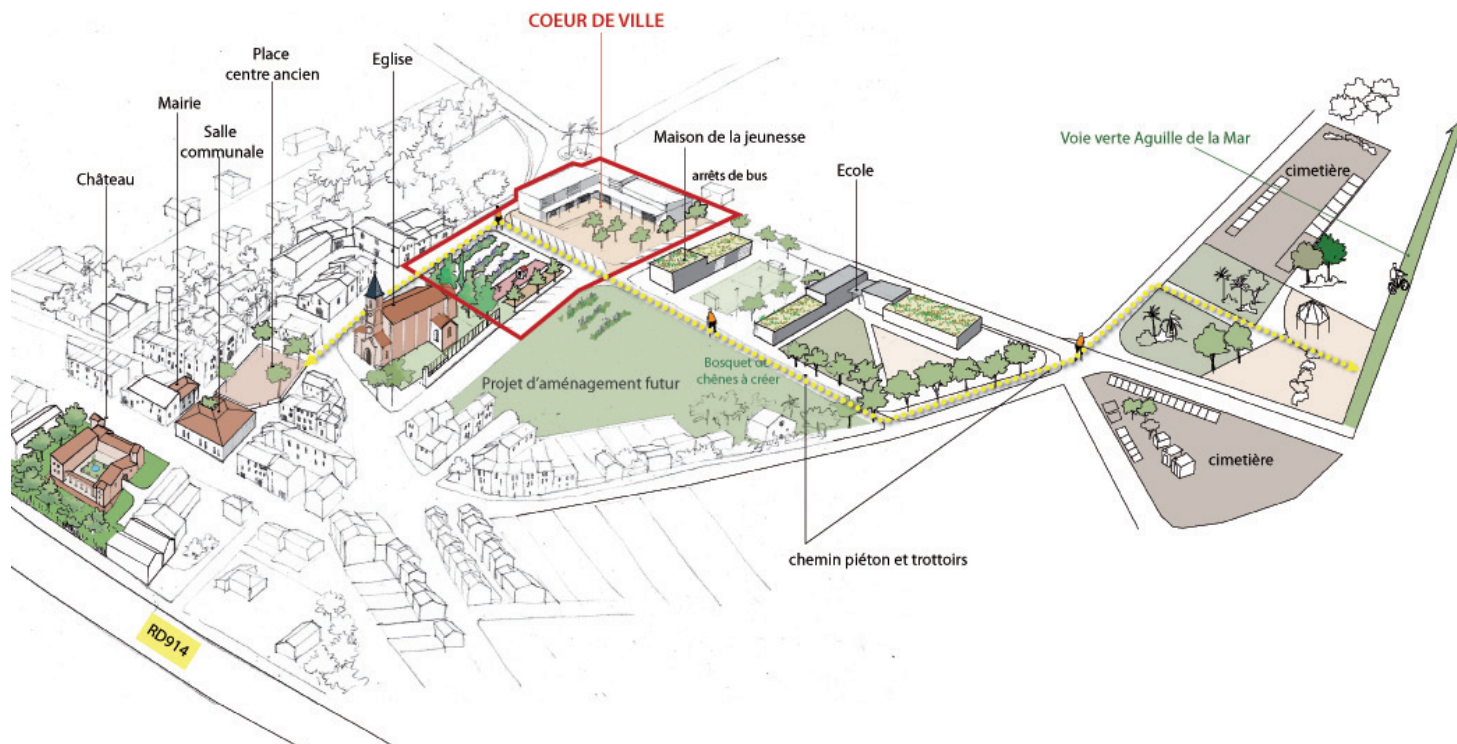 COEUR DE VILLE
Place
centre ancien
Eglise
Mairie
Salle
communale
Château
Maison de la jeunesse
arrêts de bus
Ecole
Voie verte Aguille de la Mar
cimetière
Projet d'aménagement futur
Bosquet de
chênes à créer
cimetière
chemin piéton et trottoirs
RD914